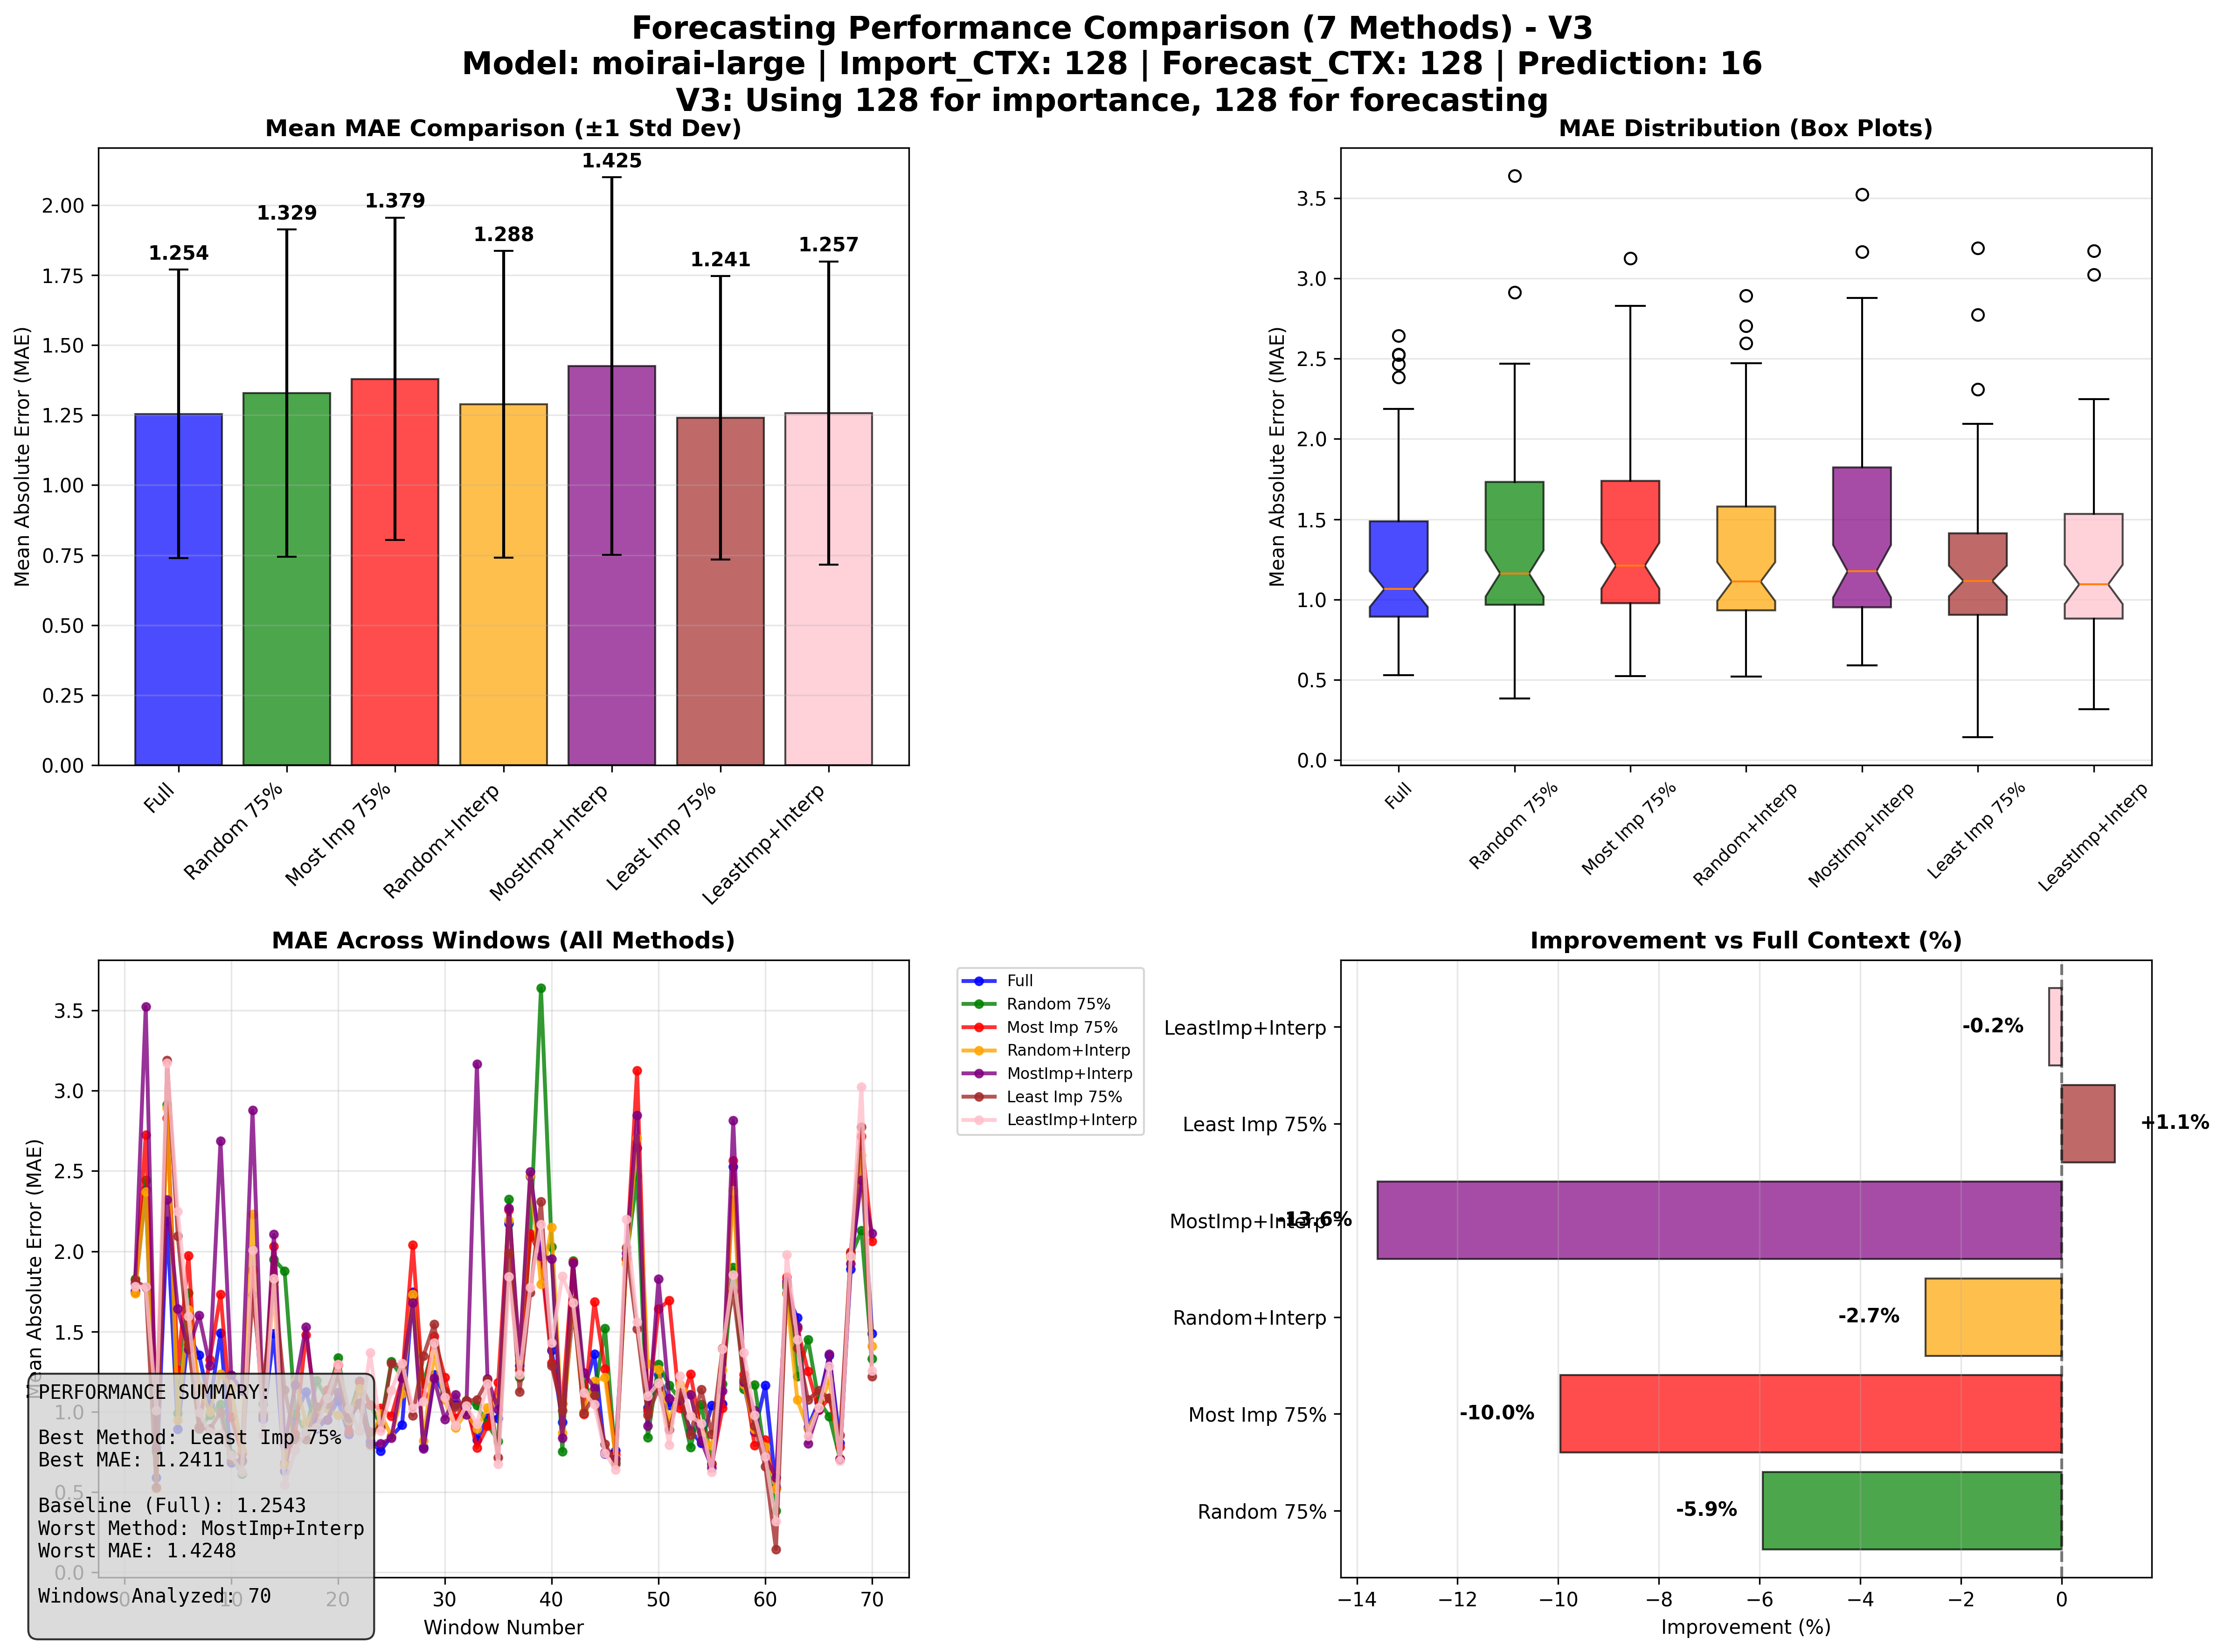 Forecasting Performance Comparison (7 Methods) - V3
Model: moirai-large | Import_CTX: 128 | Forecast_CTX: 128 | Prediction: 16
V3: Using 128 for importance, 128 for forecasting
Mean MAE Comparison (±1 Std Dev)
Mean Absolute Error (MAE)
2.00
1.75
1.50
1.25
1.00
0.75
0.50
0.25
0.00
1.254
1.329
1.379
1.288
1.425
1.241
1.257
Full
Random 75%
Most Imp 75%
Random+Interp
MostImp+Interp
Least Imp 75%
LeastImp+Interp
MAE Distribution (Box Plots)
Mean Absolute Error (MAE)
3.5
3.0
2.5
2.0
1.5
1.0
0.5
0.0
Full
Random 75%
Most Imp 75%
Random+Interp
MostImp+Interp
Least Imp 75%
LeastImp+Interp
MAE Across Windows (All Methods)
Mean Absolute Error (MAE)
3.5
3.0
2.5
2.0
1.5
1.0
0.5
0.0
0
10
20
30
40
50
60
70
Window Number
Full
Random 75%
Most Imp 75%
Random+Interp
MostImp+Interp
Least Imp 75%
LeastImp+Interp
PERFORMANCE SUMMARY:
Best Method: Least Imp 75%
Best MAE: 1.2411
Baseline (Full): 1.2543
Worst Method: MostImp+Interp
Worst MAE: 1.4248
Windows Analyzed: 70
Improvement vs Full Context (%)
LeastImp+Interp
-0.2%
Least Imp 75%
+1.1%
MostImp+Interp
-13.6%
Random+Interp
-2.7%
Most Imp 75%
-10.0%
Random 75%
-5.9%
−14
−12
−10
−8
−6
−4
−2
0
Improvement (%)